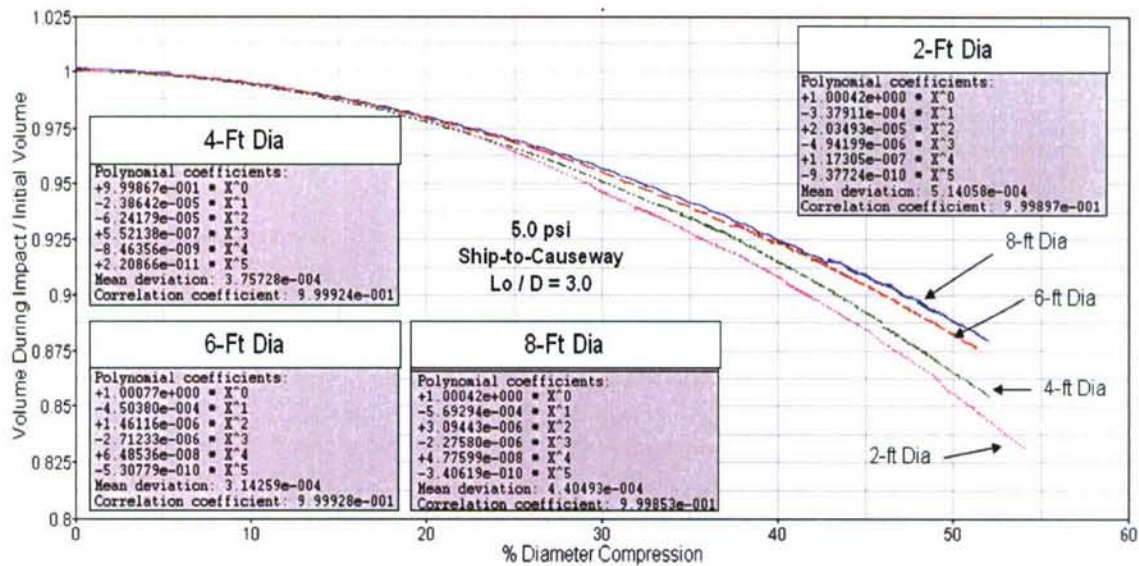 1.025
1
0.975
0.95
0.925
0.9
0.875
0.85
0.825
0.8
Volume During Impact / Initial Volume
4-Ft Dia
Polynomial coefficients:
+9.99867e-001 ▪ X^0
-2.38642e-005 ▪ X^1
-6.24179e-005 ▪ X^2
+5.52138e-007 ▪ X^3
-8.46356e-009 ▪ X^4
+2.20866e-011 ▪ X^5
Mean deviation: 3.75728e-004
Correlation coefficient: 9.99924e-001
6-Ft Dia
Polynomial coefficients:
+1.00077e+000 ▪ X^0
-4.50380e-004 ▪ X^1
+1.46116e-006 ▪ X^2
-2.71233e-006 ▪ X^3
+6.48536e-008 ▪ X^4
-5.30779e-010 ▪ X^5
Mean deviation: 3.14259e-004
Correlation coefficient: 9.99928e-001
8-Ft Dia
Polynomial coefficients:
+1.00042e+000 ▪ X^0
-5.69294e-004 ▪ X^1
+3.09443e-006 ▪ X^2
-2.27580e-006 ▪ X^3
+4.77599e-008 ▪ X^4
-3.40619e-010 ▪ X^5
Mean deviation: 4.40493e-004
Correlation coefficient: 9.99853e-001
5.0 psi
Ship-to-Causeway
Lo / D = 3.0
2-Ft Dia
Polynomial coefficients:
+1.00042e+000 ▪ X^0
-3.37911e-004 ▪ X^1
+2.03493e-005 ▪ X^2
-4.94199e-006 ▪ X^3
+1.17305e-007 ▪ X^4
-9.37724e-010 ▪ X^5
Mean deviation: 5.14058e-004
Correlation coefficient: 9.99897e-001
8-ft Dia
6-ft Dia
4-ft Dia
2-ft Dia
0 10 20 30 40 50 60
% Diameter Compression